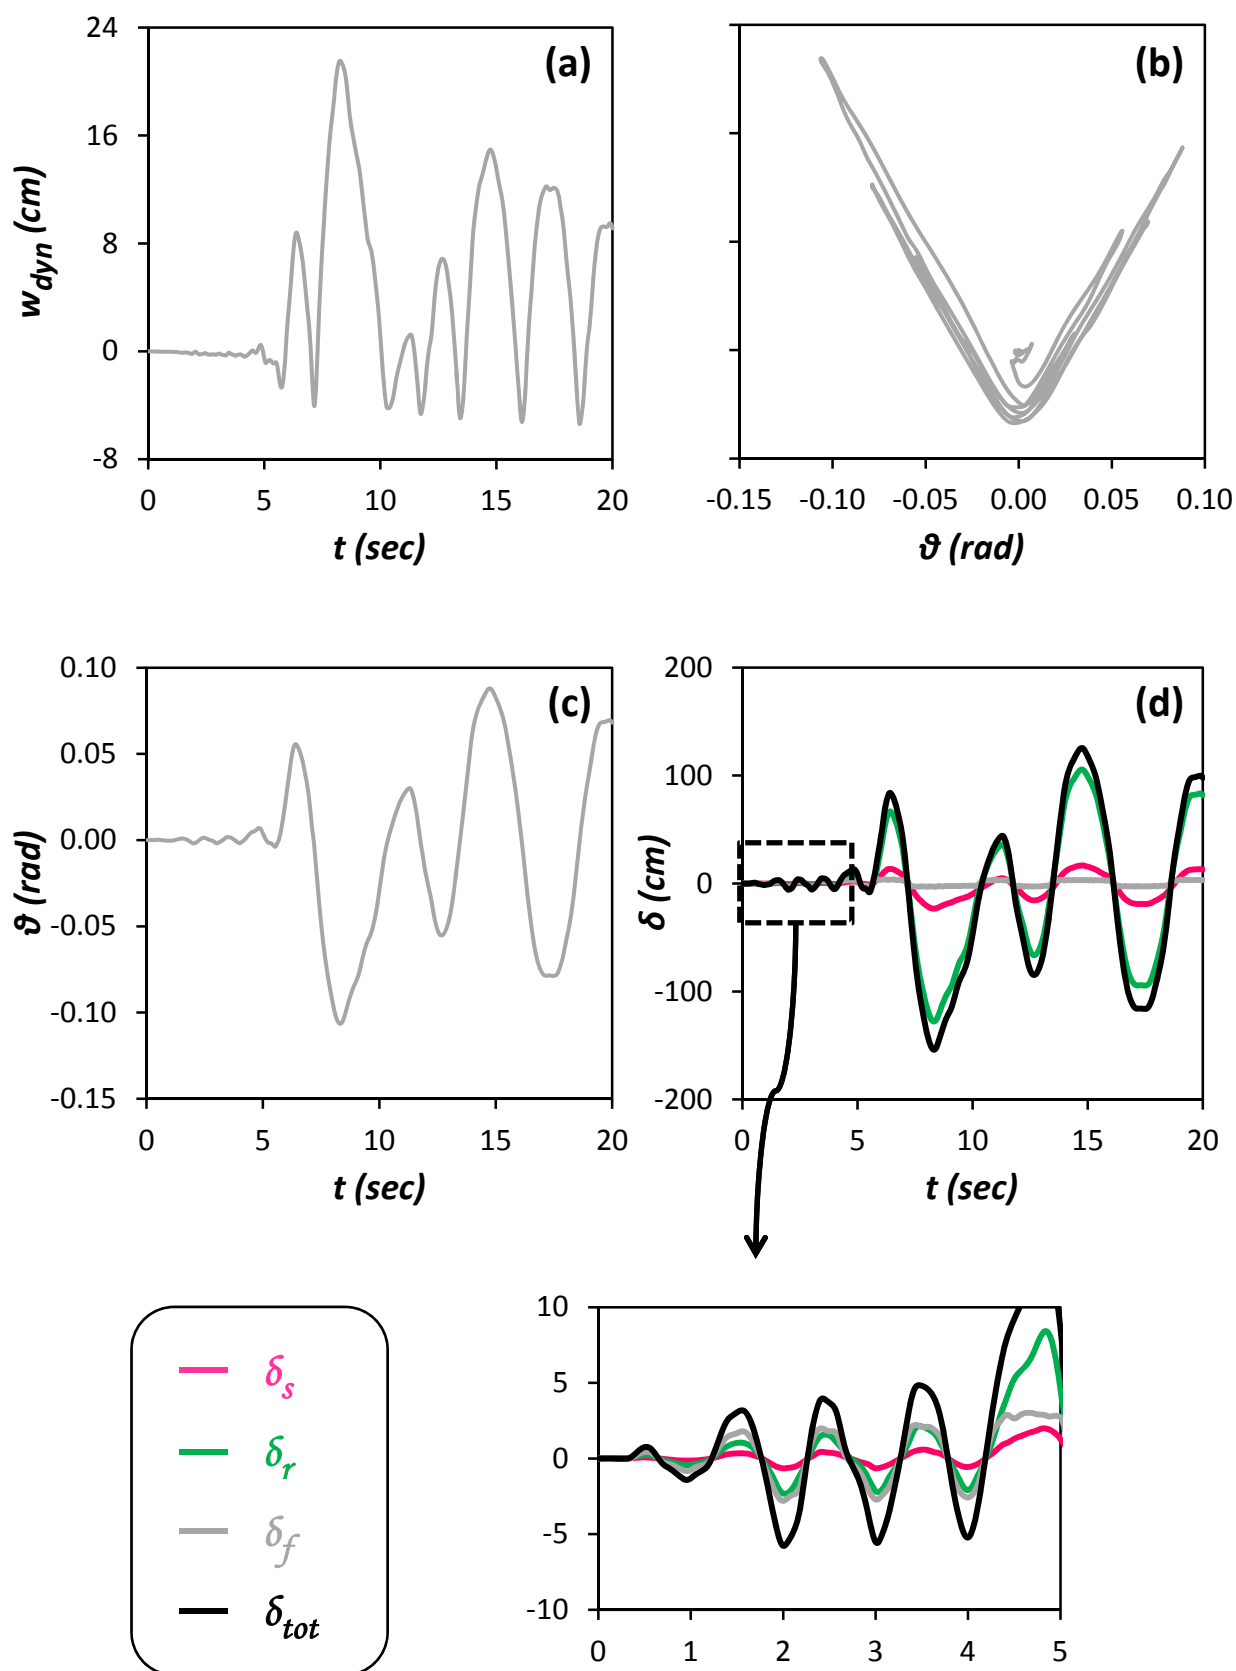 24
16
8
0
-8
w_dyn (cm)
(a)
0 5 10 15 20
t (sec)
(b)
-0.15 -0.10 -0.05 0.00 0.05 0.10
ϑ (rad)
0.10
0.05
0.00
-0.05
-0.10
-0.15
ϑ (rad)
(c)
0 5 10 15 20
t (sec)
200
100
0
-100
-200
δ (cm)
(d)
0 5 10 15 20
t (sec)
δ_s
δ_r
δ_f
δ_tot
10
5
0
-5
-10
0 1 2 3 4 5